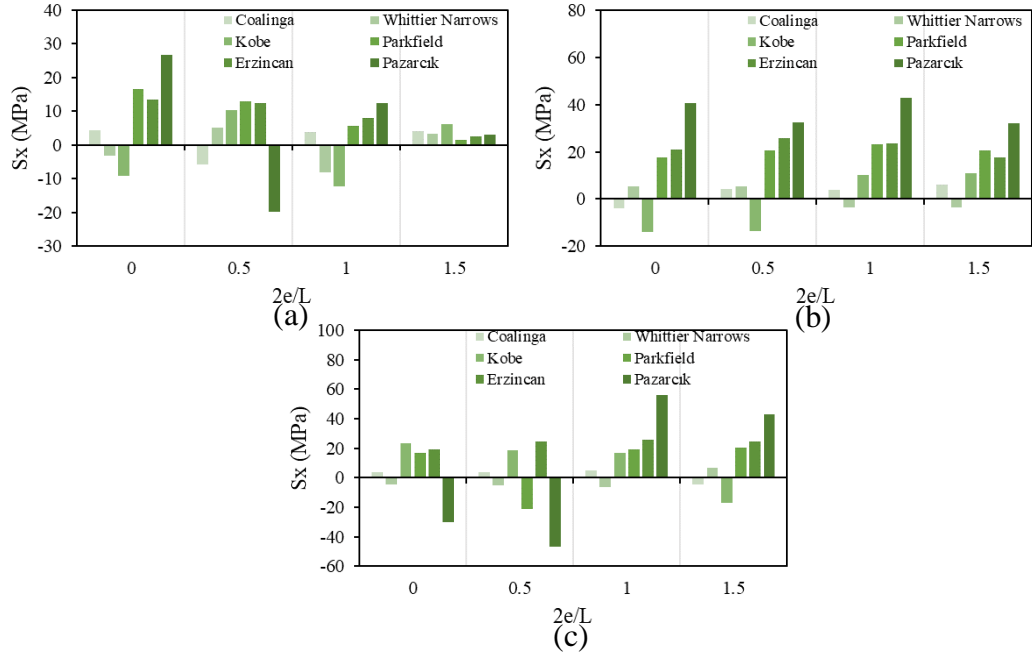 40
30
20
10
0
-10
-20
-30
Sx (MPa)
Coalinga Whittier Narrows
Kobe Parkfield
Erzincan Pazarcık
0 0.5 1 1.5
2e/L
(a)
80
60
40
20
0
-20
Sx (MPa)
Coalinga Whittier Narrows
Kobe Parkfield
Erzincan Pazarcık
0 0.5 1 1.5
2e/L
(b)
100
80
60
40
20
0
-20
-40
-60
Sx (MPa)
Coalinga Whittier Narrows
Kobe Parkfield
Erzincan Pazarcık
0 0.5 1 1.5
2e/L
(c)